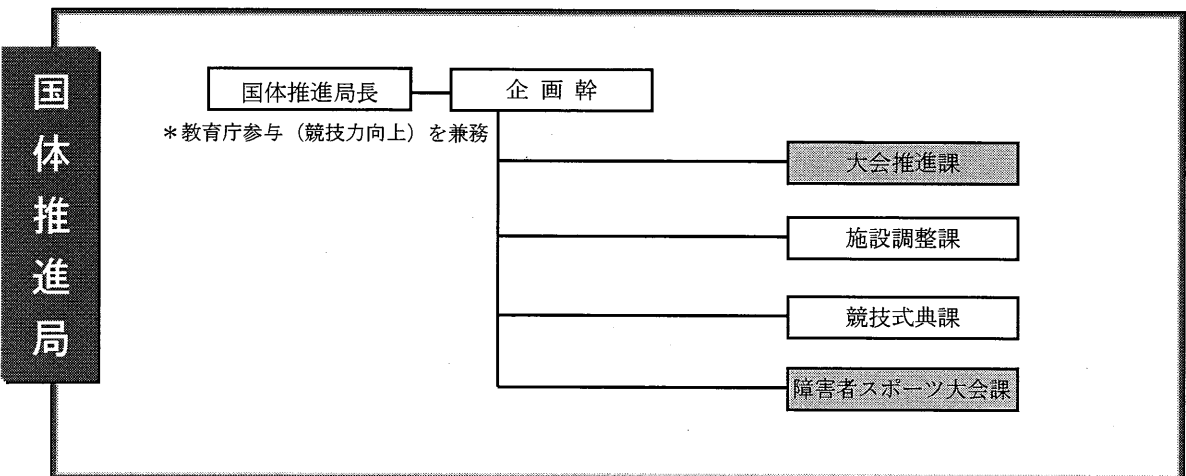 国体推進局
国体推進局長
企画幹
＊教育庁参与（競技力向上）を兼務
大会推進課
施設調整課
競技式典課
障害者スポーツ大会課